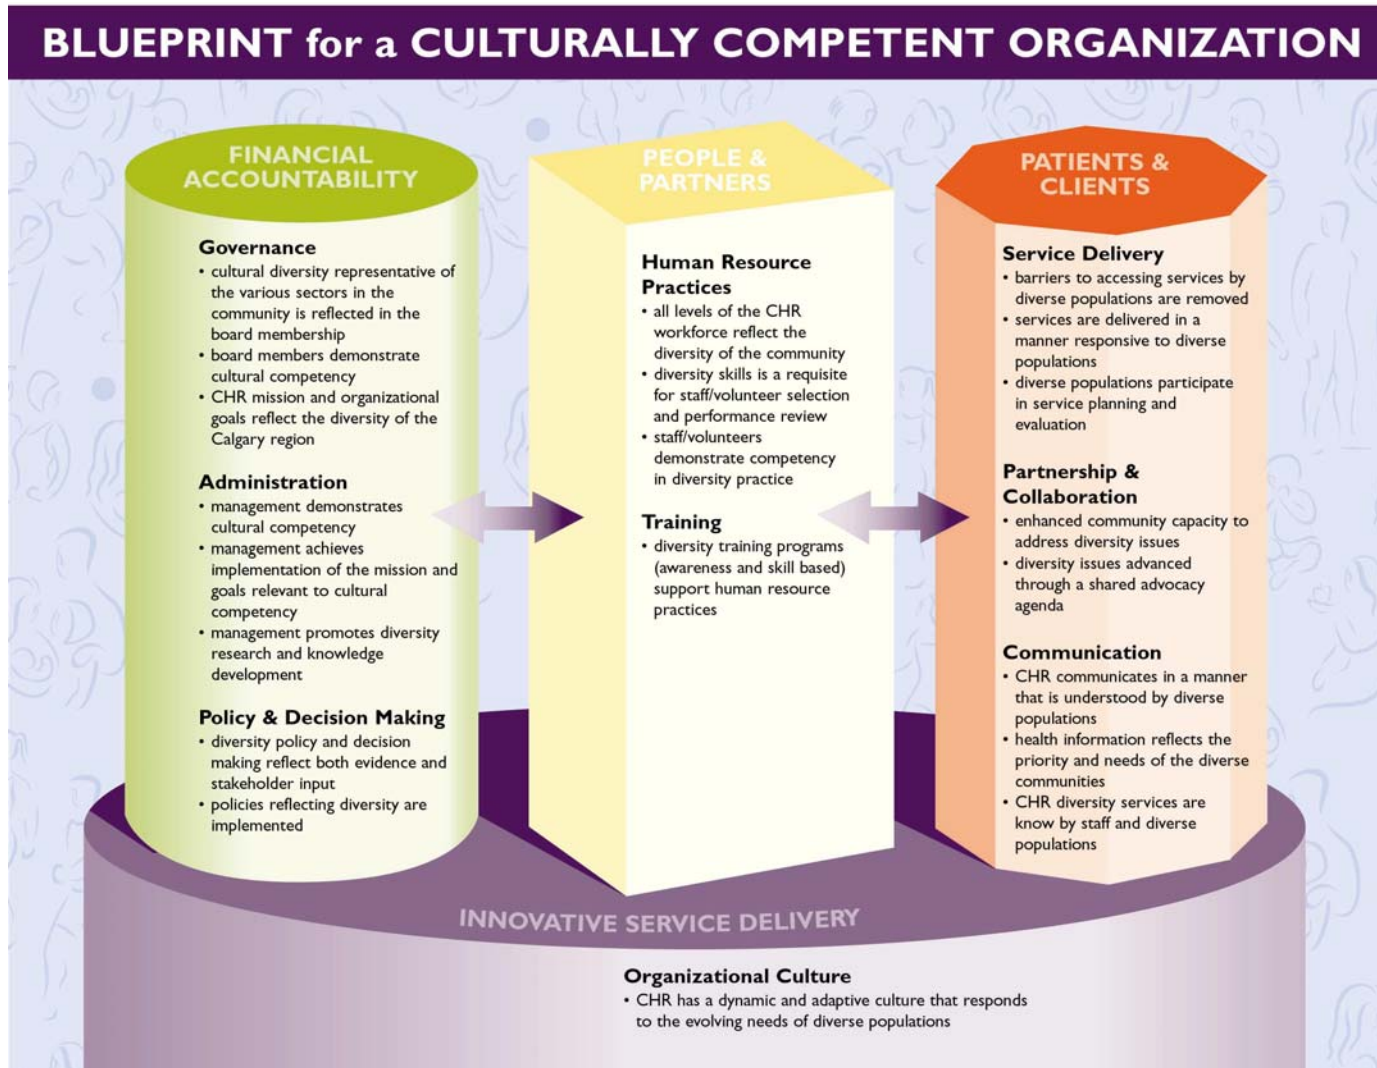 BLUEPRINT for a CULTURALLY COMPETENT ORGANIZATION
FINANCIAL
ACCOUNTABILITY
Governance
• cultural diversity representative of
the various sectors in the
community is reflected in the
board membership
• board members demonstrate
cultural competency
• CHR mission and organizational
goals reflect the diversity of the
Calgary region
Administration
• management demonstrates
cultural competency
• management achieves
implementation of the mission and
goals relevant to cultural
competency
• management promotes diversity
research and knowledge
development
Policy & Decision Making
• diversity policy and decision
making reflect both evidence and
stakeholder input
• policies reflecting diversity are
implemented
PEOPLE &
PARTNERS
Human Resource
Practices
• all levels of the CHR
workforce reflect the
diversity of the community
• diversity skills is a requisite
for staff/volunteer selection
and performance review
• staff/volunteers
demonstrate competency
in diversity practice
Training
• diversity training programs
(awareness and skill based)
support human resource
practices
PATIENTS &
CLIENTS
Service Delivery
• barriers to accessing services by
diverse populations are removed
• services are delivered in a
manner responsive to diverse
populations
• diverse populations participate
in service planning and
evaluation
Partnership &
Collaboration
• enhanced community capacity to
address diversity issues
• diversity issues advanced
through a shared advocacy
agenda
Communication
• CHR communicates in a manner
that is understood by diverse
populations
• health information reflects the
priority and needs of the diverse
communities
• CHR diversity services are
know by staff and diverse
populations
INNOVATIVE SERVICE DELIVERY
Organizational Culture
• CHR has a dynamic and adaptive culture that responds
to the evolving needs of diverse populations